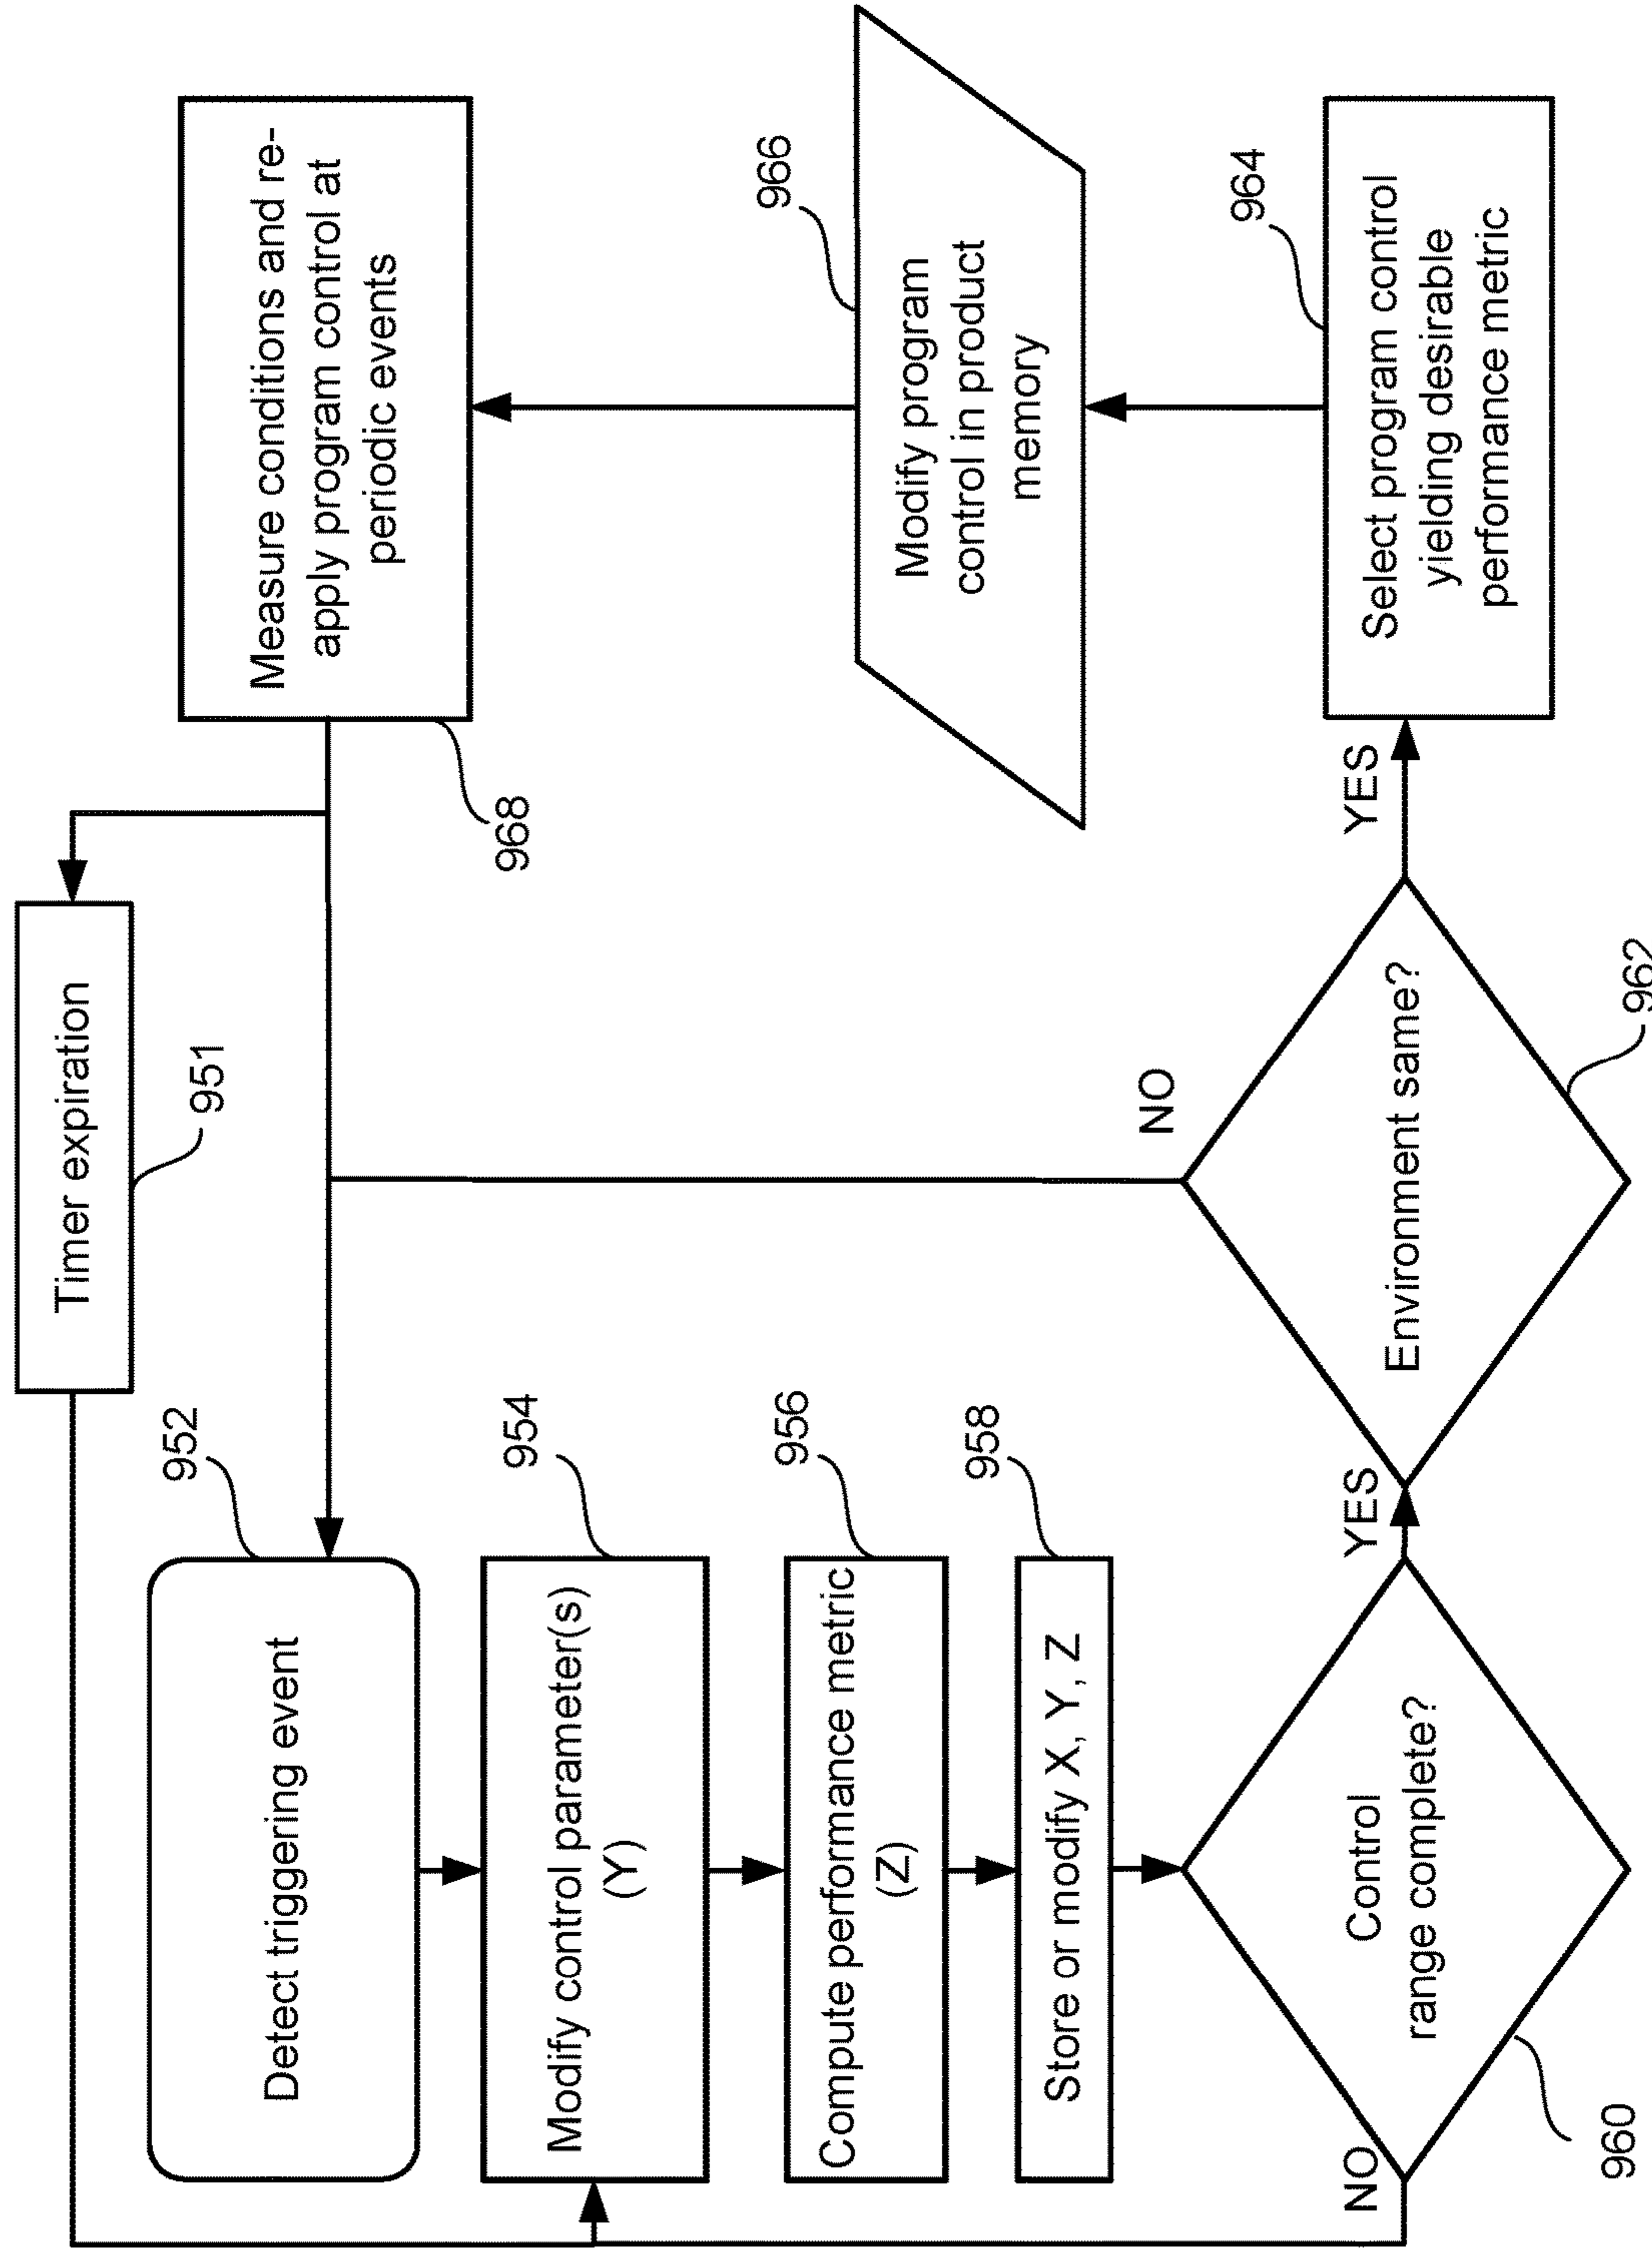 Timer expiration
951
952
Detect triggering event
954
Modify control parameter(s)
(Y)
956
Compute performance metric
(Z)
958
Store or modify X, Y, Z
Control
range complete?
960
NO
YES
Environment same?
962
NO
YES
Select program control
yielding desirable
performance metric
964
Modify program
control in product
memory
966
Measure conditions and re-
apply program control at
periodic events
968